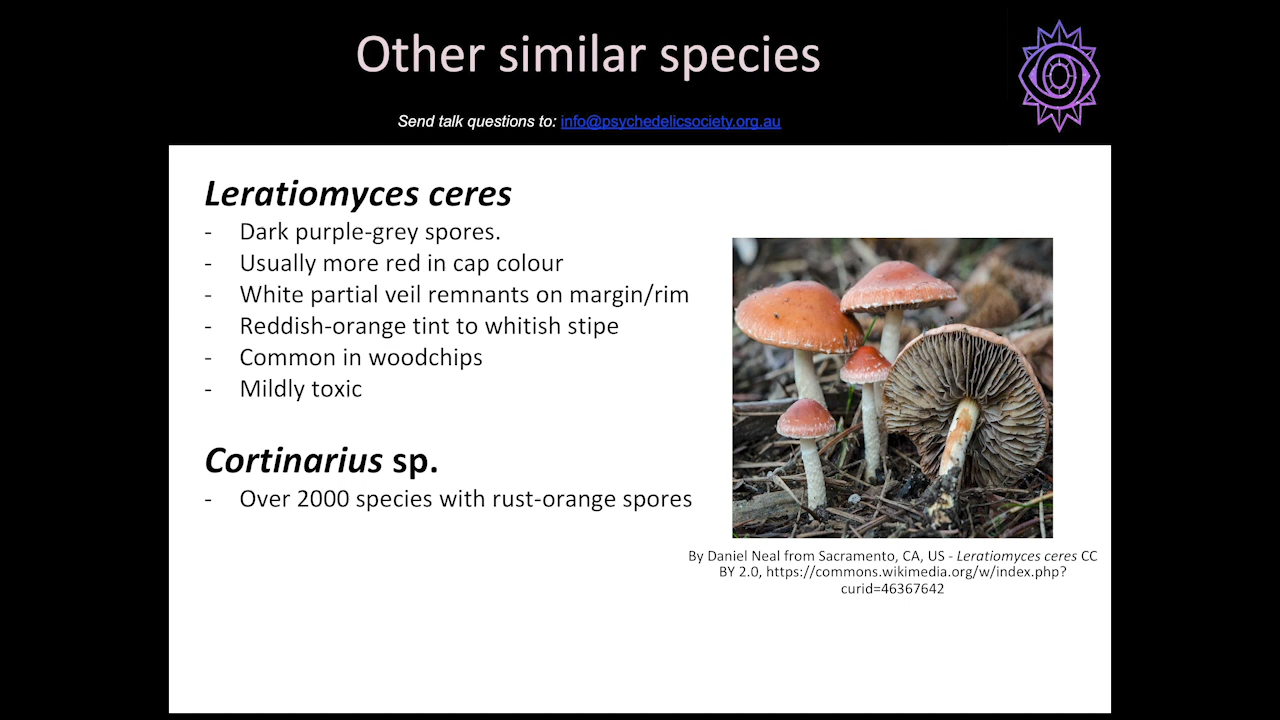 Other similar species
Send talk questions to: info@psychedelicsociety.org.au
Leratiomyces ceres
- Dark purple-grey spores.
- Usually more red in cap colour
- White partial veil remnants on margin/rim
- Reddish-orange tint to whitish stipe
- Common in woodchips
- Mildly toxic
Cortinarius sp.
- Over 2000 species with rust-orange spores
By Daniel Neal from Sacramento, CA, US - Leratiomyces ceres CC
BY 2.0, https://commons.wikimedia.org/w/index.php?
curid=46367642